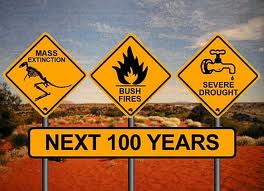 MASS
EXTINCTION
BUSH
FIRES
SEVERE
DROUGHT
NEXT 100 YEARS